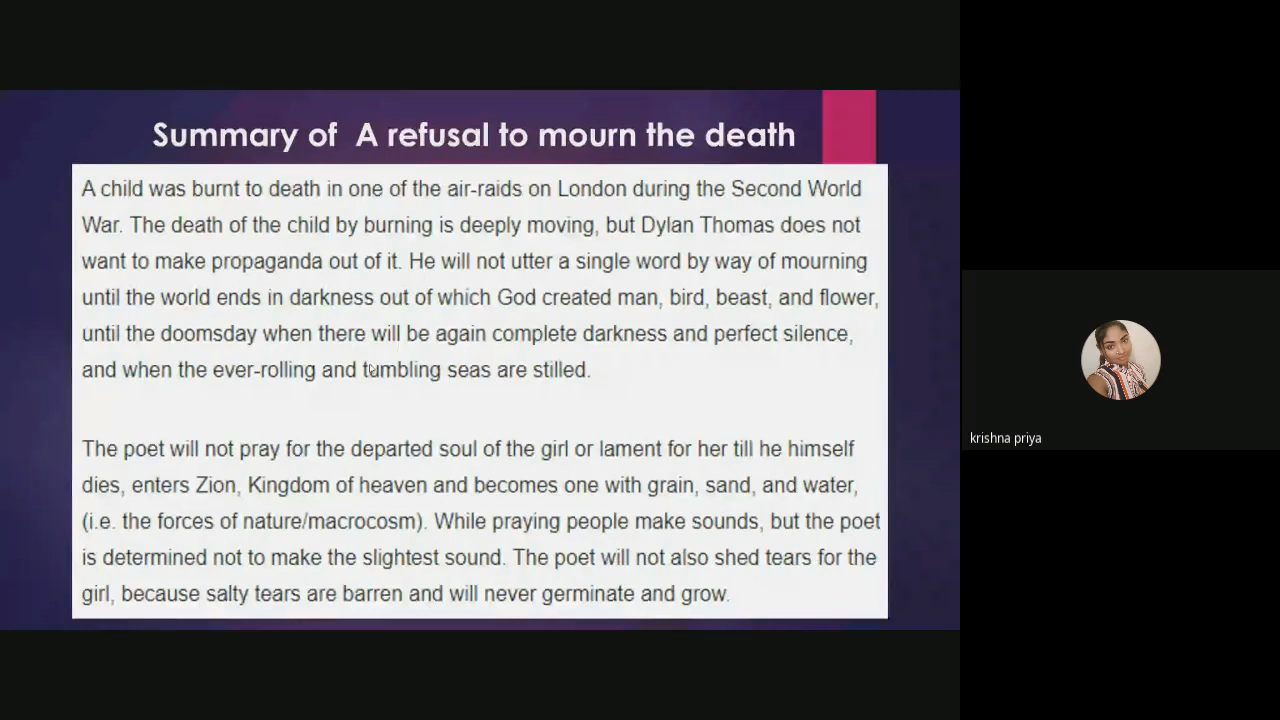 Summary of A refusal to mourn the death
A child was burnt to death in one of the air-raids on London during the Second World
War. The death of the child by burning is deeply moving, but Dylan Thomas does not
want to make propaganda out of it. He will not utter a single word by way of mourning
until the world ends in darkness out of which God created man, bird, beast, and flower,
until the doomsday when there will be again complete darkness and perfect silence,
and when the ever-rolling and tumbling seas are stilled.
The poet will not pray for the departed soul of the girl or lament for her till he himself
dies, enters Zion, Kingdom of heaven and becomes one with grain, sand, and water,
(i.e. the forces of nature/macrocosm). While praying people make sounds, but the poet
is determined not to make the slightest sound. The poet will not also shed tears for the
girl, because salty tears are barren and will never germinate and grow.
krishna priya